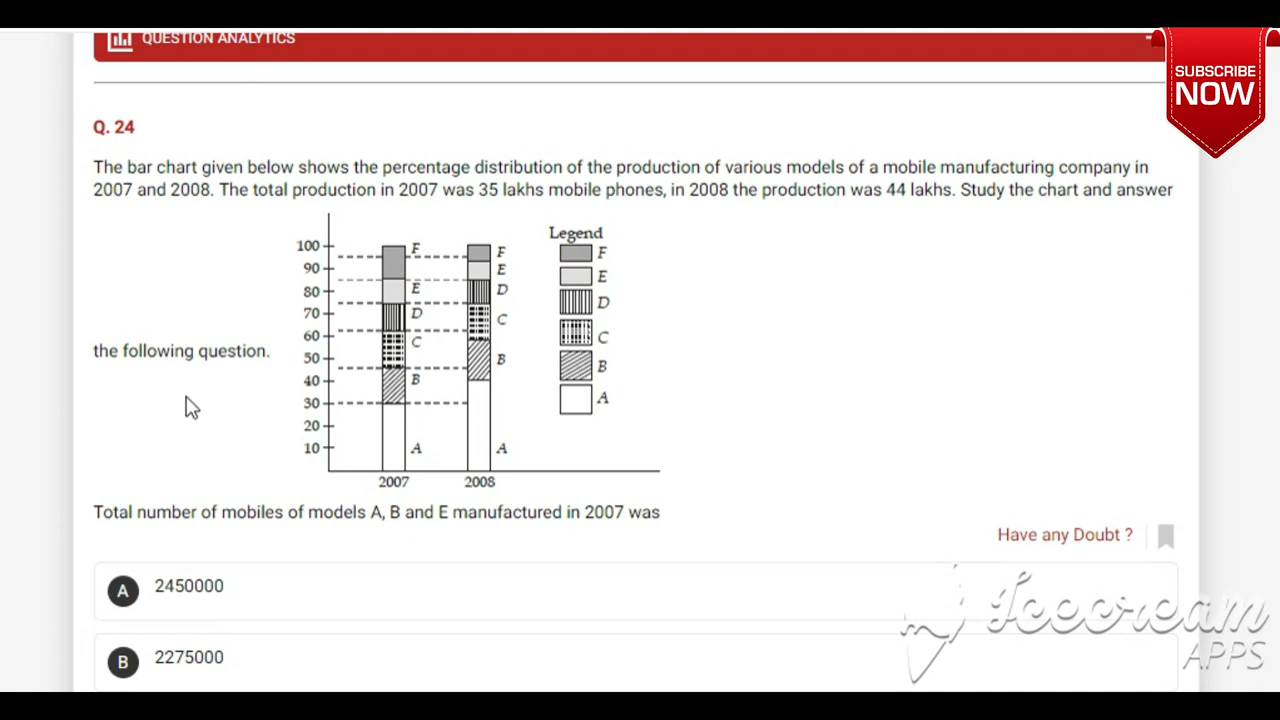 QUESTION ANALYTICS
SUBSCRIBE
NOW
Q. 24
The bar chart given below shows the percentage distribution of the production of various models of a mobile manufacturing company in
2007 and 2008. The total production in 2007 was 35 lakhs mobile phones, in 2008 the production was 44 lakhs. Study the chart and answer
the following question.
100
90
80
70
60
50
40
30
20
10
F
E
D
C
B
A
2007
F
E
D
C
B
A
2008
Legend
F
E
D
C
B
A
Total number of mobiles of models A, B and E manufactured in 2007 was
Have any Doubt ?
A 2450000
B 2275000
Icecream
APPS